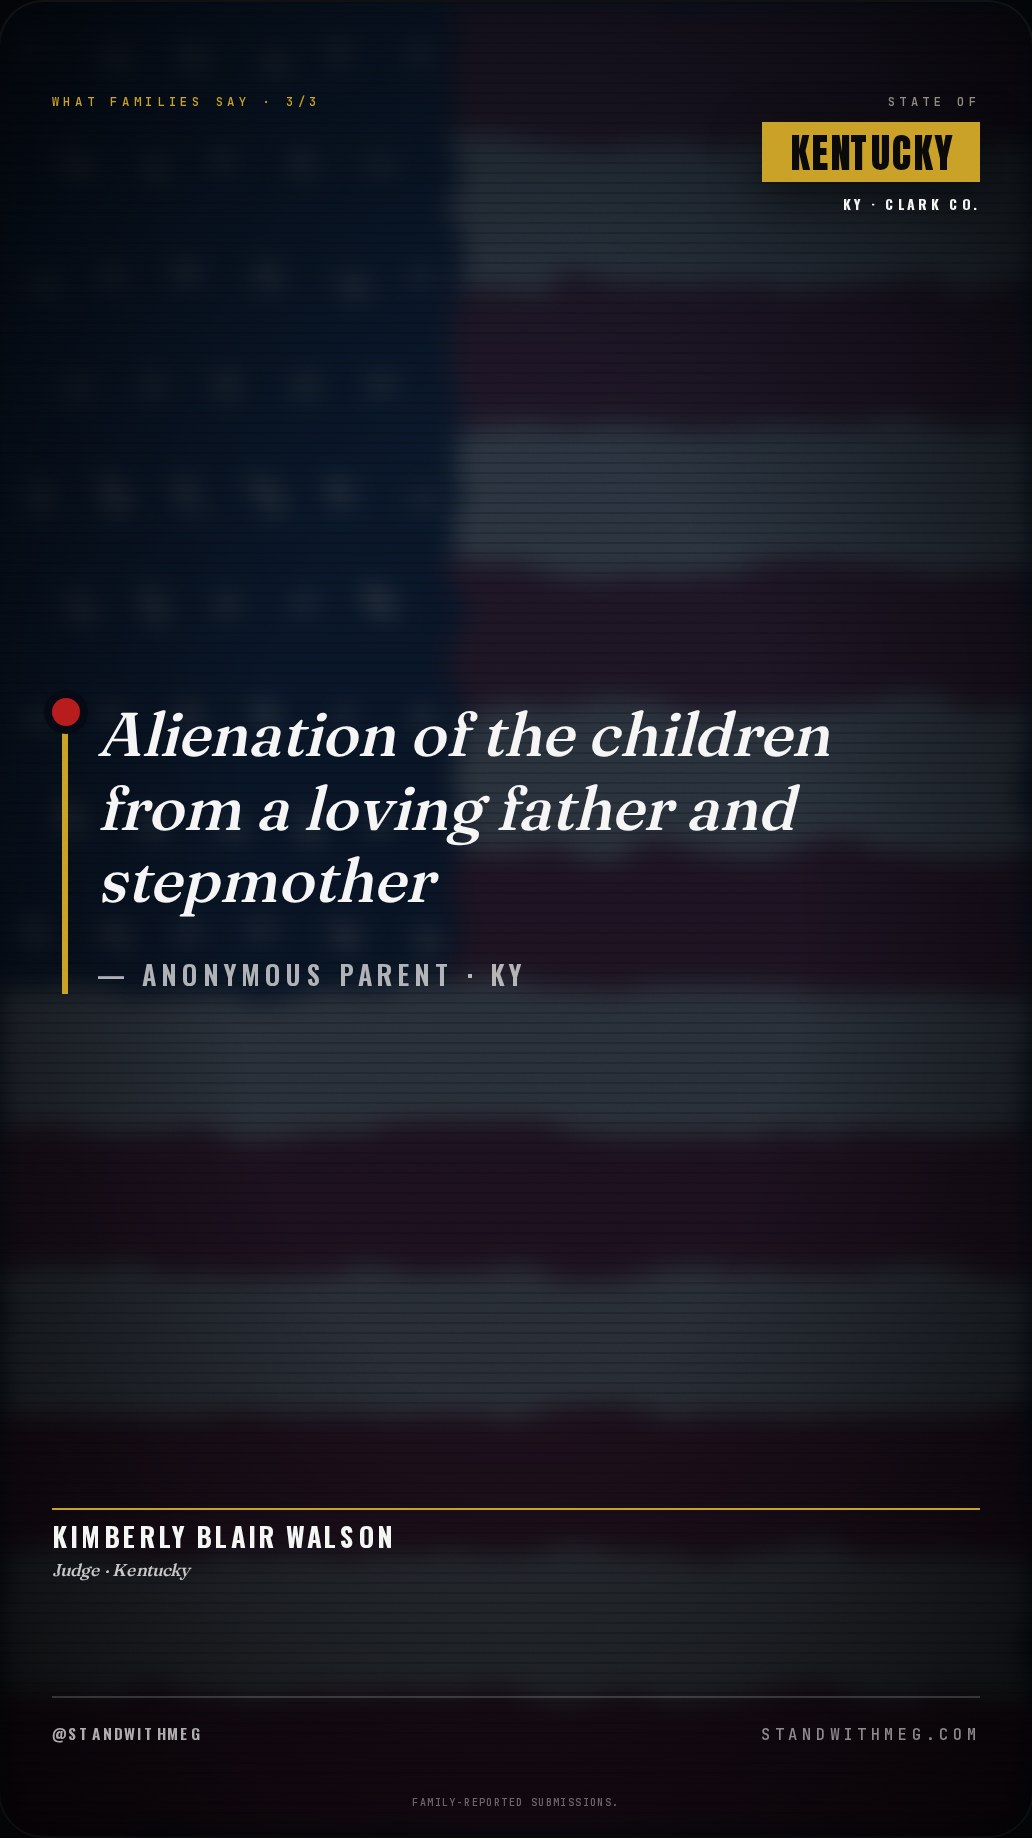 WHAT FAMILIES SAY · 3/3
STATE OF
KENTUCKY
KY · CLARK CO.
Alienation of the children
from a loving father and
stepmother
— ANONYMOUS PARENT · KY
KIMBERLY BLAIR WALSON
Judge · Kentucky
@STANDWITHMEG
STANDWITHMEG.COM
FAMILY-REPORTED SUBMISSIONS.